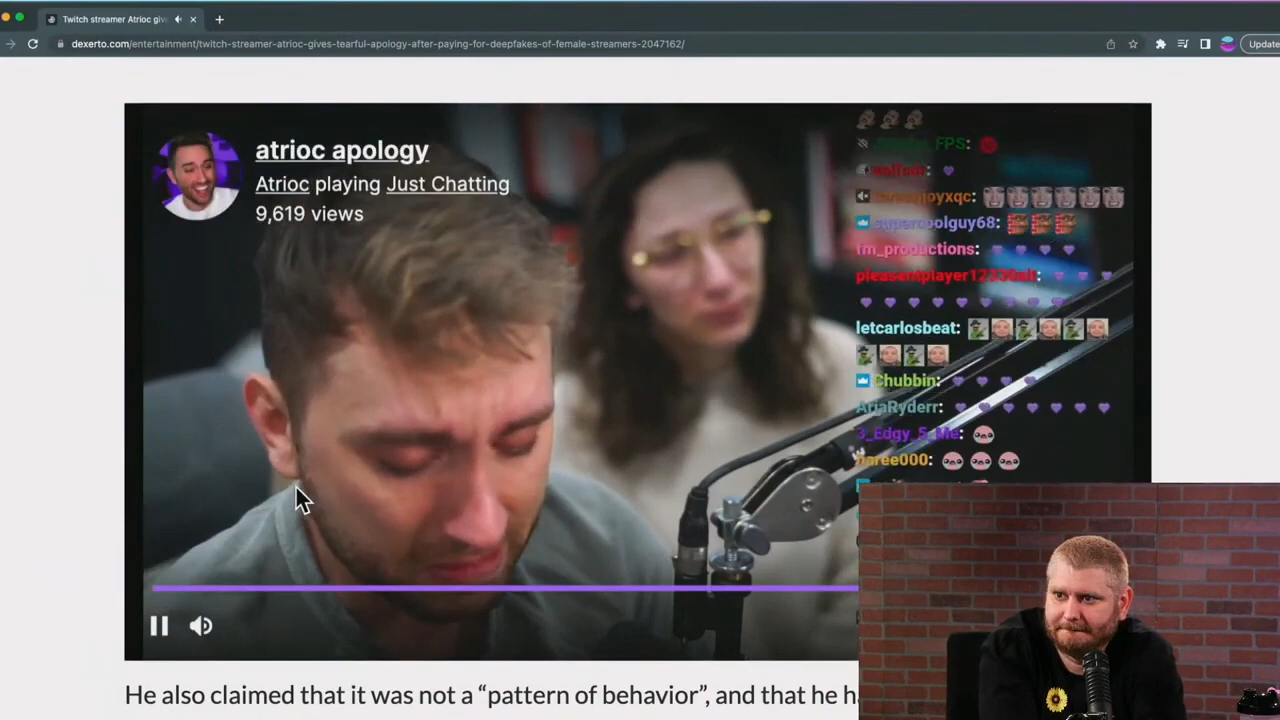 Twitch streamer Atrioc giv
dexerto.com/entertainment/twitch-streamer-atrioc-gives-tearful-apology-after-paying-for-deepfakes-of-female-streamers-2047162/
Update
atrioc apology
Atrioc playing Just Chatting
9,619 views
_FPS:
supercoolguy68:
fm_productions:
letcarlosbeat:
Chubbin:
AriaRyderr:
3_Edgy_5_Me:
He also claimed that it was not a “pattern of behavior”, and that he